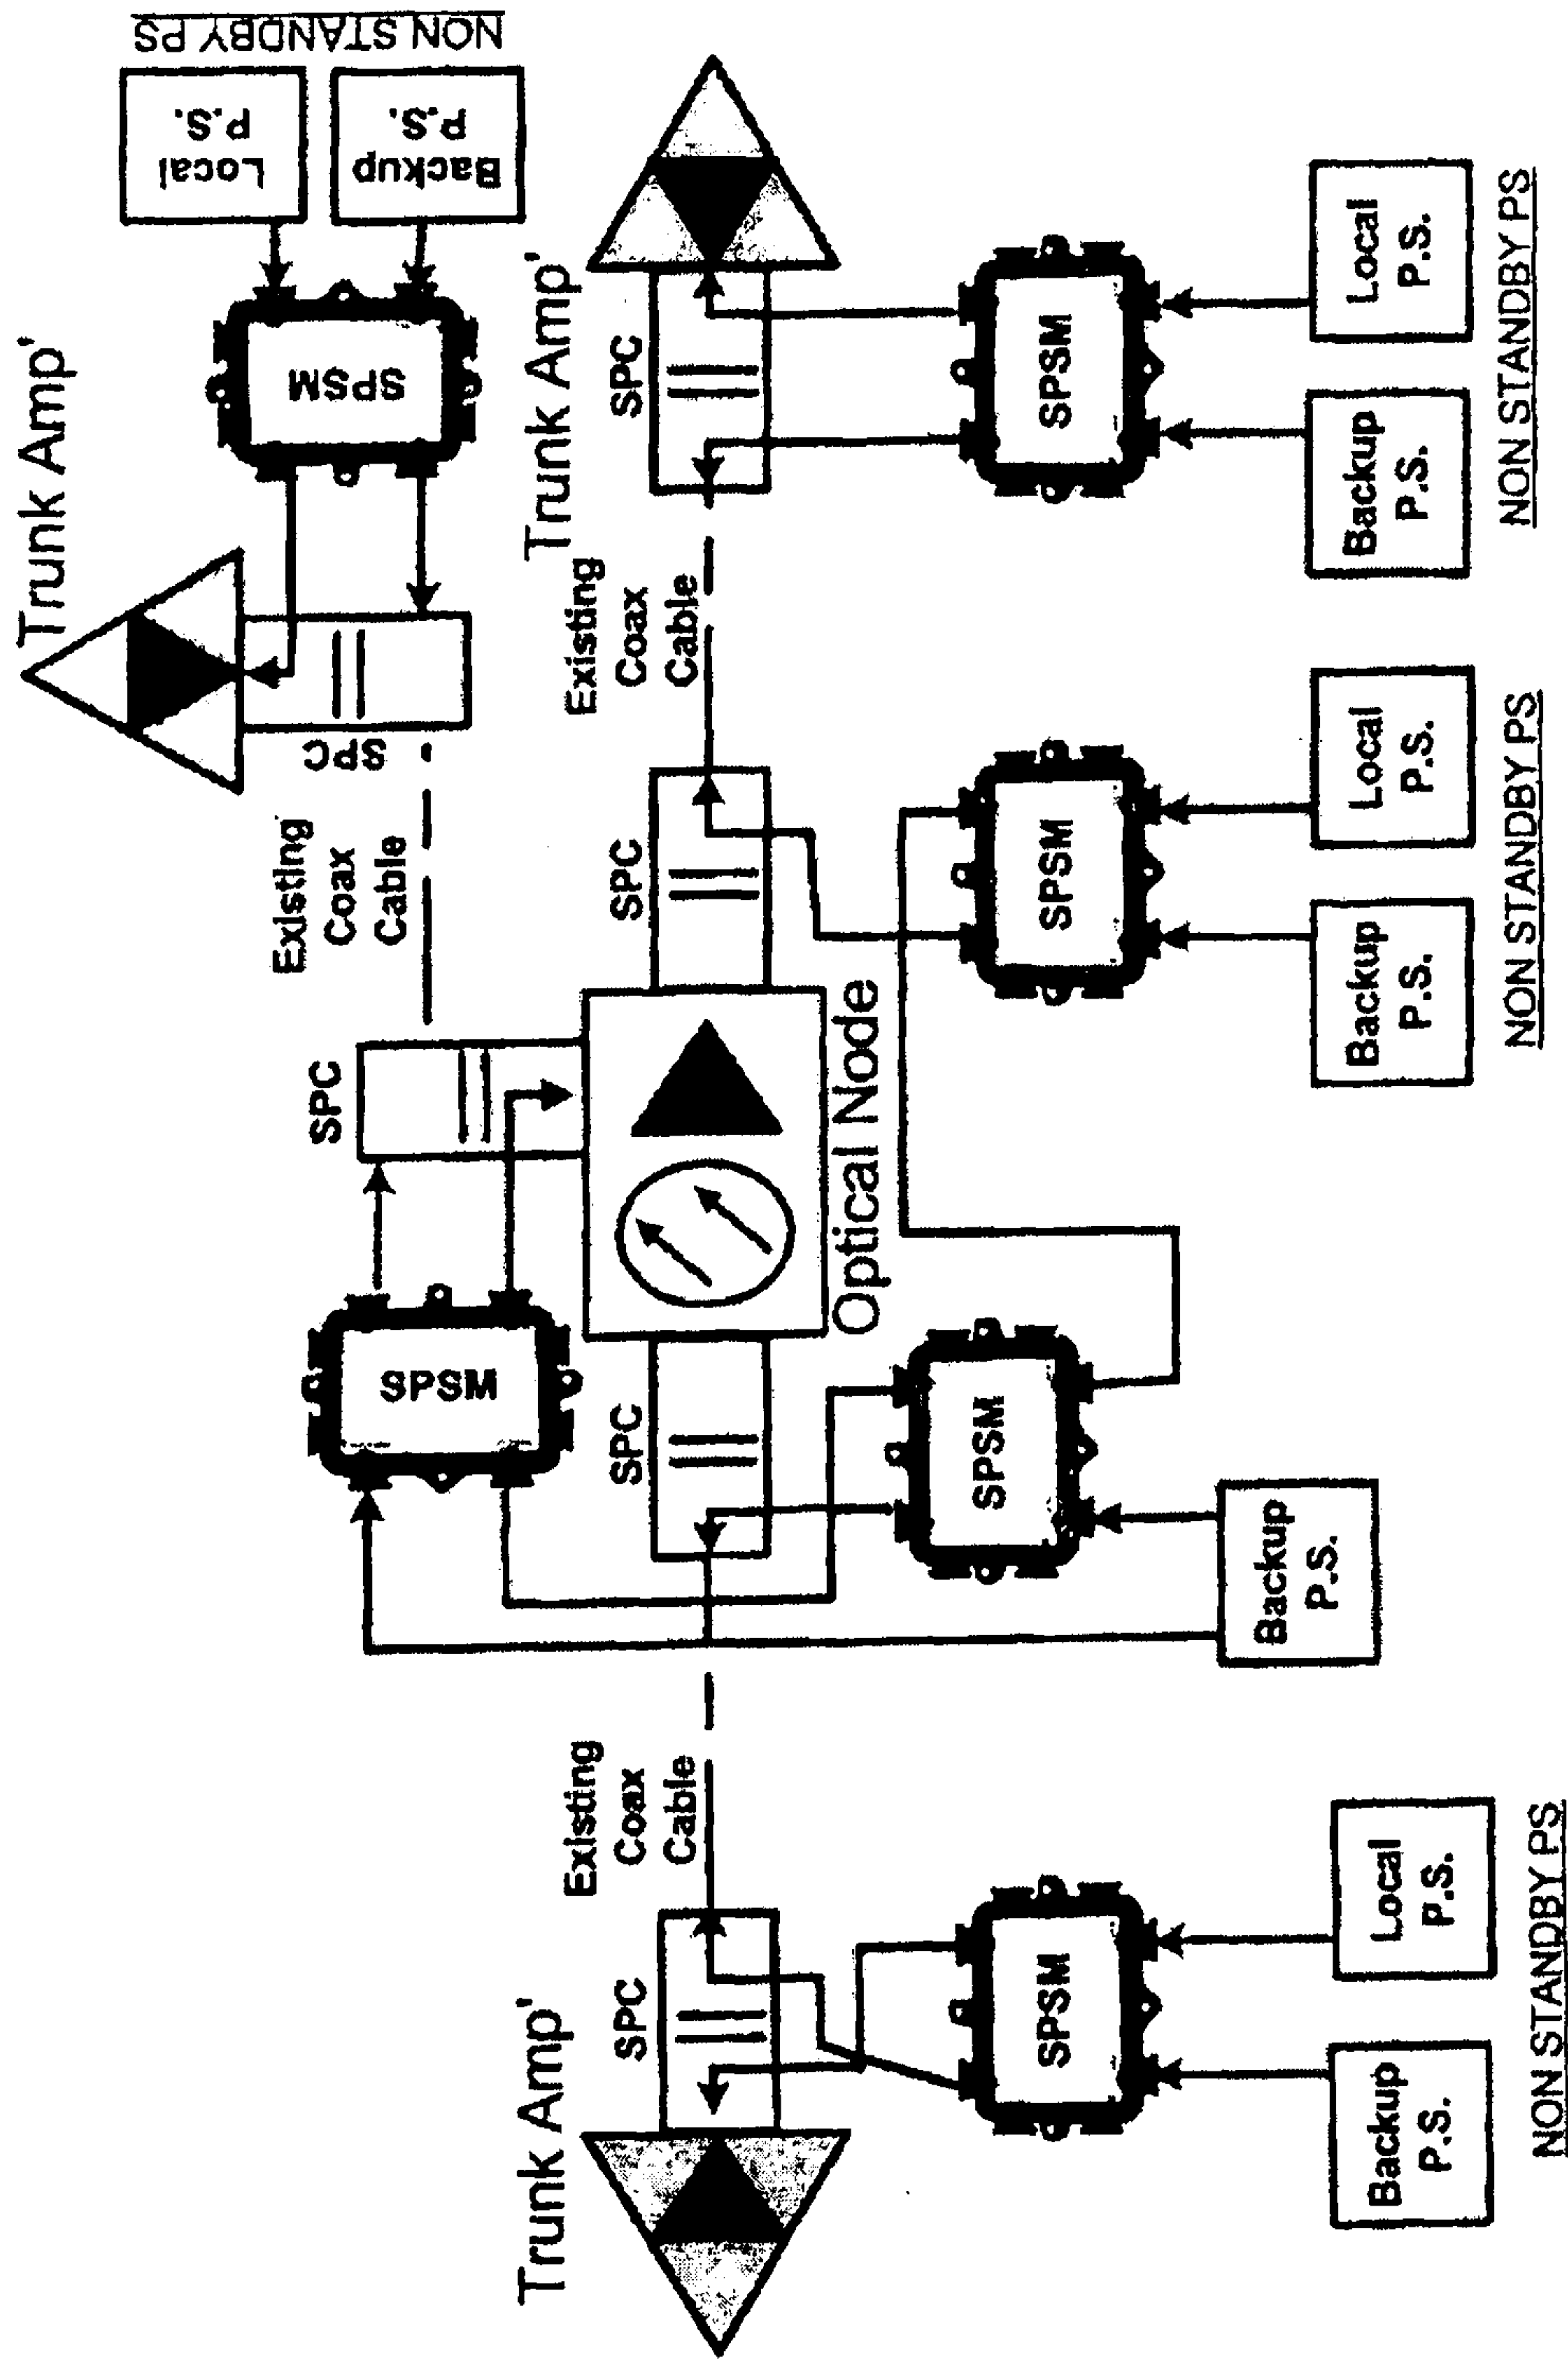 Trunk Amp'
Local
P.S.
Backup
P.S.
NON STANDBY PS
SPSM
SPC
Existing
Coax
Cable
SPC
SPSM
Trunk Amp'
SPC
Existing
Coax
Cable
SPC
Optical Node
SPC
Existing
Coax
Cable
Trunk Amp'
SPC
SPSM
SPSM
SPSM
SPSM
Backup
P.S.
Local
P.S.
NON STANDBY PS
Backup
P.S.
Backup
P.S.
Local
P.S.
NON STANDBY PS
Backup
P.S.
Local
P.S.
NON STANDBY PS